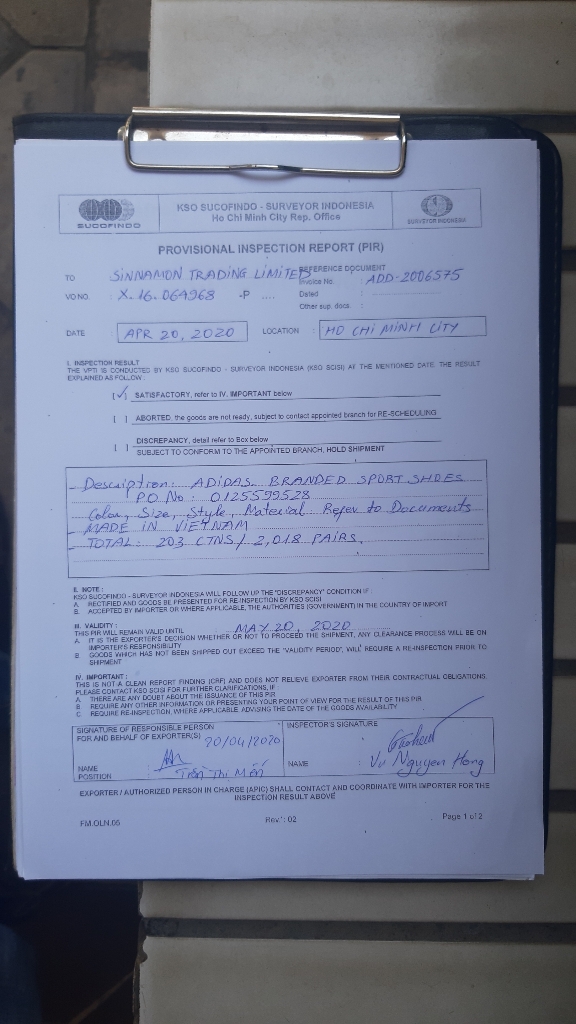 SUCOFINDO
KSO SUCOFINDO - SURVEYOR INDONESIA
Ho Chi Minh City Rep. Office
SURVEYOR INDONESIA
PROVISIONAL INSPECTION REPORT (PIR)
TO SINNAMON TRADING LIMITED
REFERENCE DOCUMENT
Invoice No : ADD-2006575
VO NO. : X.16.064968 -P ....
Dated :
Other sup. docs. :
DATE : APR 20, 2020 LOCATION : HO CHI MINH CITY
I. INSPECTION RESULT
THE VPTI IS CONDUCTED BY KSO SUCOFINDO - SURVEYOR INDONESIA (KSO SCISI) AT THE MENTIONED DATE. THE RESULT
EXPLAINED AS FOLLOW :
[√] SATISFACTORY, refer to IV. IMPORTANT below
[ ] ABORTED, the goods are not ready, subject to contact appointed branch for RE-SCHEDULING
[ ] DISCREPANCY, detail refer to Box below
SUBJECT TO CONFORM TO THE APPOINTED BRANCH, HOLD SHIPMENT
- Description: ADIDAS BRANDED SPORT SHOES
P.O No : 0125599528
- Color, Size, Style, Material: Refer to Documents
- MADE IN VIETNAM
- TOTAL: 203 CTNS / 2,018 PAIRS.
II. NOTE :
KSO SUCOFINDO - SURVEYOR INDONESIA WILL FOLLOW UP THE "DISCREPANCY" CONDITION IF :
A. RECTIFIED AND GOODS BE PRESENTED FOR RE-INSPECTION BY KSO SCISI
B. ACCEPTED BY IMPORTER OR WHERE APPLICABLE, THE AUTHORITIES (GOVERNMENT) IN THE COUNTRY OF IMPORT
III. VALIDITY :
THIS PIR WILL REMAIN VALID UNTIL MAY 20, 2020
A. IT IS THE EXPORTER'S DECISION WHETHER OR NOT TO PROCEED THE SHIPMENT, ANY CLEARANCE PROCESS WILL BE ON
IMPORTER'S RESPONSIBILITY
B. GOODS WHICH HAS NOT BEEN SHIPPED OUT EXCEED THE "VALIDITY PERIOD", WILL REQUIRE A RE-INSPECTION PRIOR TO
SHIPMENT
IV. IMPORTANT :
THIS IS NOT A CLEAN REPORT FINDING (CRF) AND DOES NOT RELIEVE EXPORTER FROM THEIR CONTRACTUAL OBLIGATIONS.
PLEASE CONTACT KSO SCISI FOR FURTHER CLARIFICATIONS, IF :
A. THERE ARE ANY DOUBT ABOUT THE ISSUANCE OF THIS PIR
B. REQUIRE ANY OTHER INFORMATION OR PRESENTING YOUR POINT OF VIEW FOR THE RESULT OF THIS PIR
C. REQUIRE RE-INSPECTION, WHERE APPLICABLE, ADVISING THE DATE OF THE GOODS AVAILABILITY
SIGNATURE OF RESPONSIBLE PERSON
FOR AND BEHALF OF EXPORTER(S) 20/04/2020
INSPECTOR'S SIGNATURE
NAME : Trần Thị Mến
POSITION
NAME : Vu Nguyen Hong
EXPORTER / AUTHORIZED PERSON IN CHARGE (APIC) SHALL CONTACT AND COORDINATE WITH IMPORTER FOR THE
INSPECTION RESULT ABOVE
FM.OLN.05 Rev.: 02 Page 1 of 2